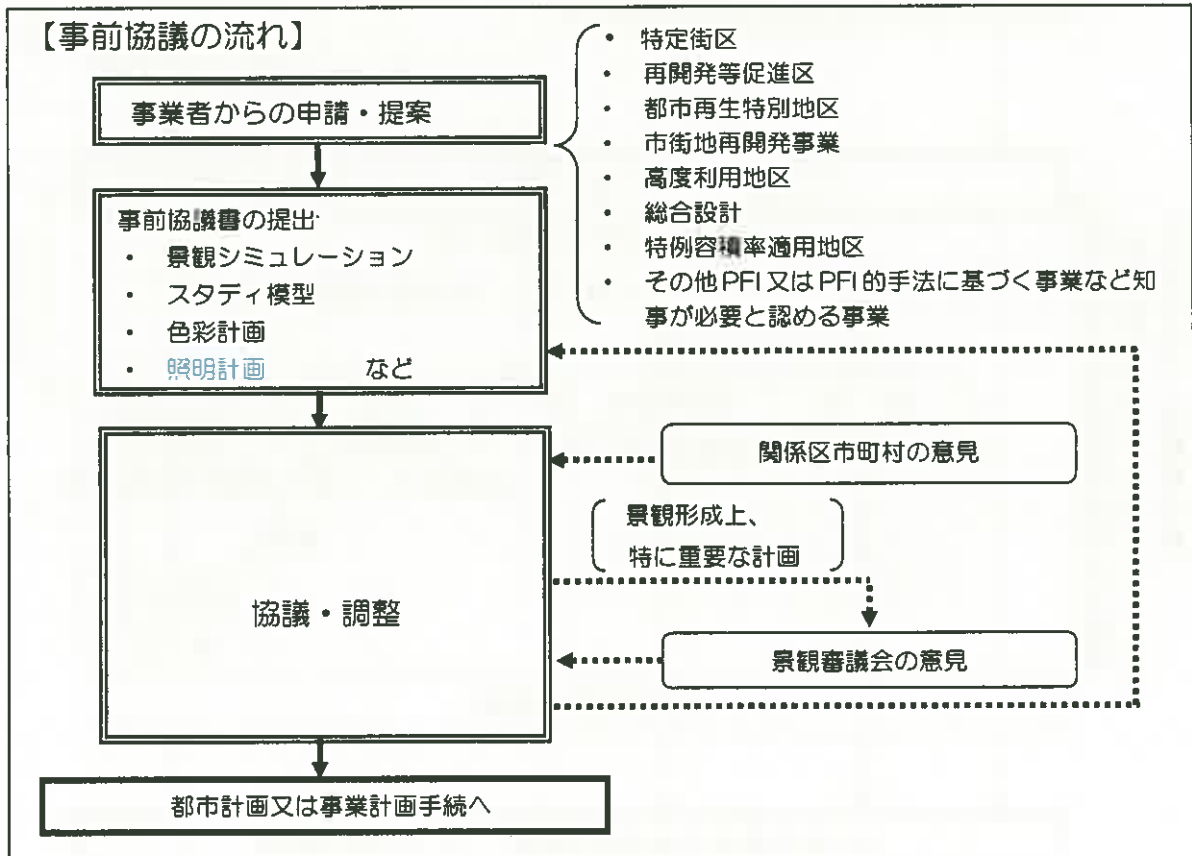 【事前協議の流れ】
事業者からの申請・提案
・ 特定街区
・ 再開発等促進区
・ 都市再生特別地区
・ 市街地再開発事業
・ 高度利用地区
・ 総合設計
・ 特例容積率適用地区
・ その他PFI又はPFI的手法に基づく事業など知
事が必要と認める事業
事前協議書の提出
・ 景観シミュレーション
・ スタディ模型
・ 色彩計画
・ 照明計画 など
協議・調整
関係区市町村の意見
景観形成上、
特に重要な計画
景観審議会の意見
都市計画又は事業計画手続へ